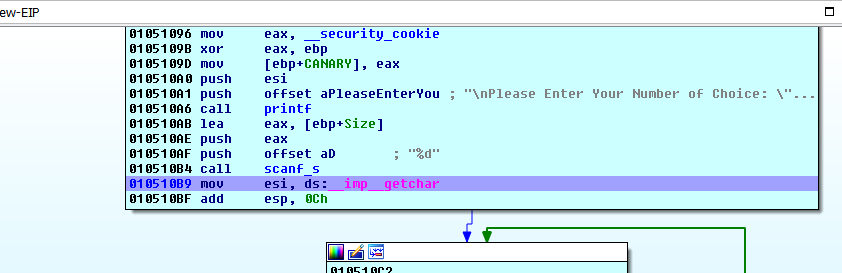 ew-EIP
01051096 mov eax, __security_cookie
0105109B xor eax, ebp
0105109D mov [ebp+CANARY], eax
010510A0 push esi
010510A1 push offset aPleaseEnterYou ; "\nPlease Enter Your Number of Choice: \"...
010510A6 call printf
010510AB lea eax, [ebp+Size]
010510AE push eax
010510AF push offset aD ; "%d"
010510B4 call scanf_s
010510B9 mov esi, ds:__imp__getchar
010510BF add esp, 0Ch
010510C2